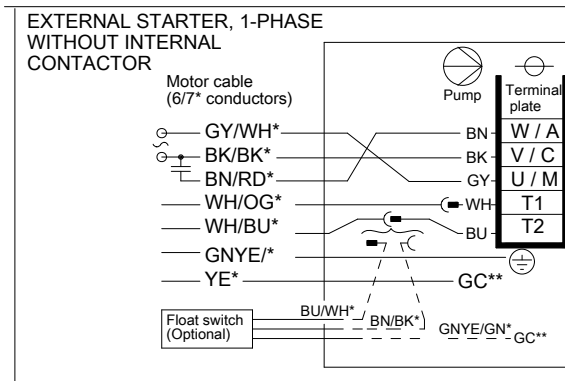 EXTERNAL STARTER, 1-PHASE
WITHOUT INTERNAL
CONTACTOR
Motor cable
(6/7* conductors)
Pump
Terminal
plate
GY/WH*
BN
W / A
BK/BK*
BK
V / C
BN/RD*
GY
U / M
WH/OG*
WH
T1
WH/BU*
BU
T2
GNYE/*
YE*
GC**
BU/WH*
Float switch
(Optional)
BN/BK*
GNYE/GN*
GC**